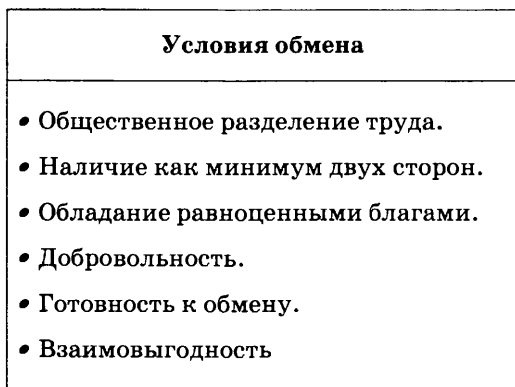 Условия обмена
• Общественное разделение труда.
• Наличие как минимум двух сторон.
• Обладание равноценными благами.
• Добровольность.
• Готовность к обмену.
• Взаимовыгодность